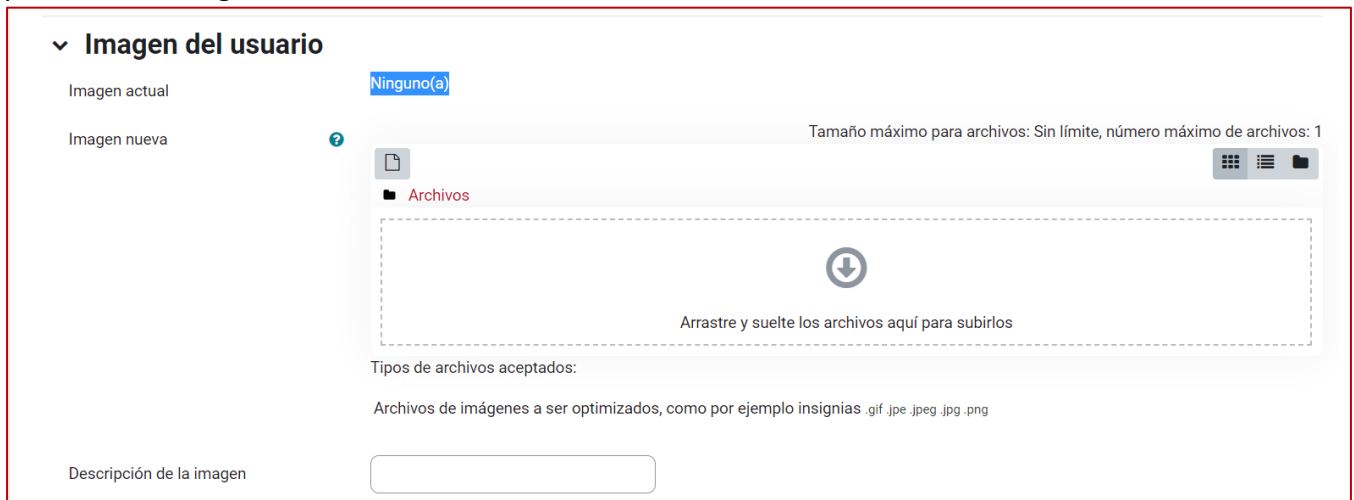 Imagen del usuario
Imagen actual
Ninguno(a)
Imagen nueva
Tamaño máximo para archivos: Sin límite, número máximo de archivos: 1
Archivos
Arrastre y suelte los archivos aquí para subirlos
Tipos de archivos aceptados:
Archivos de imágenes a ser optimizados, como por ejemplo insignias .gif .jpe .jpeg .jpg .png
Descripción de la imagen